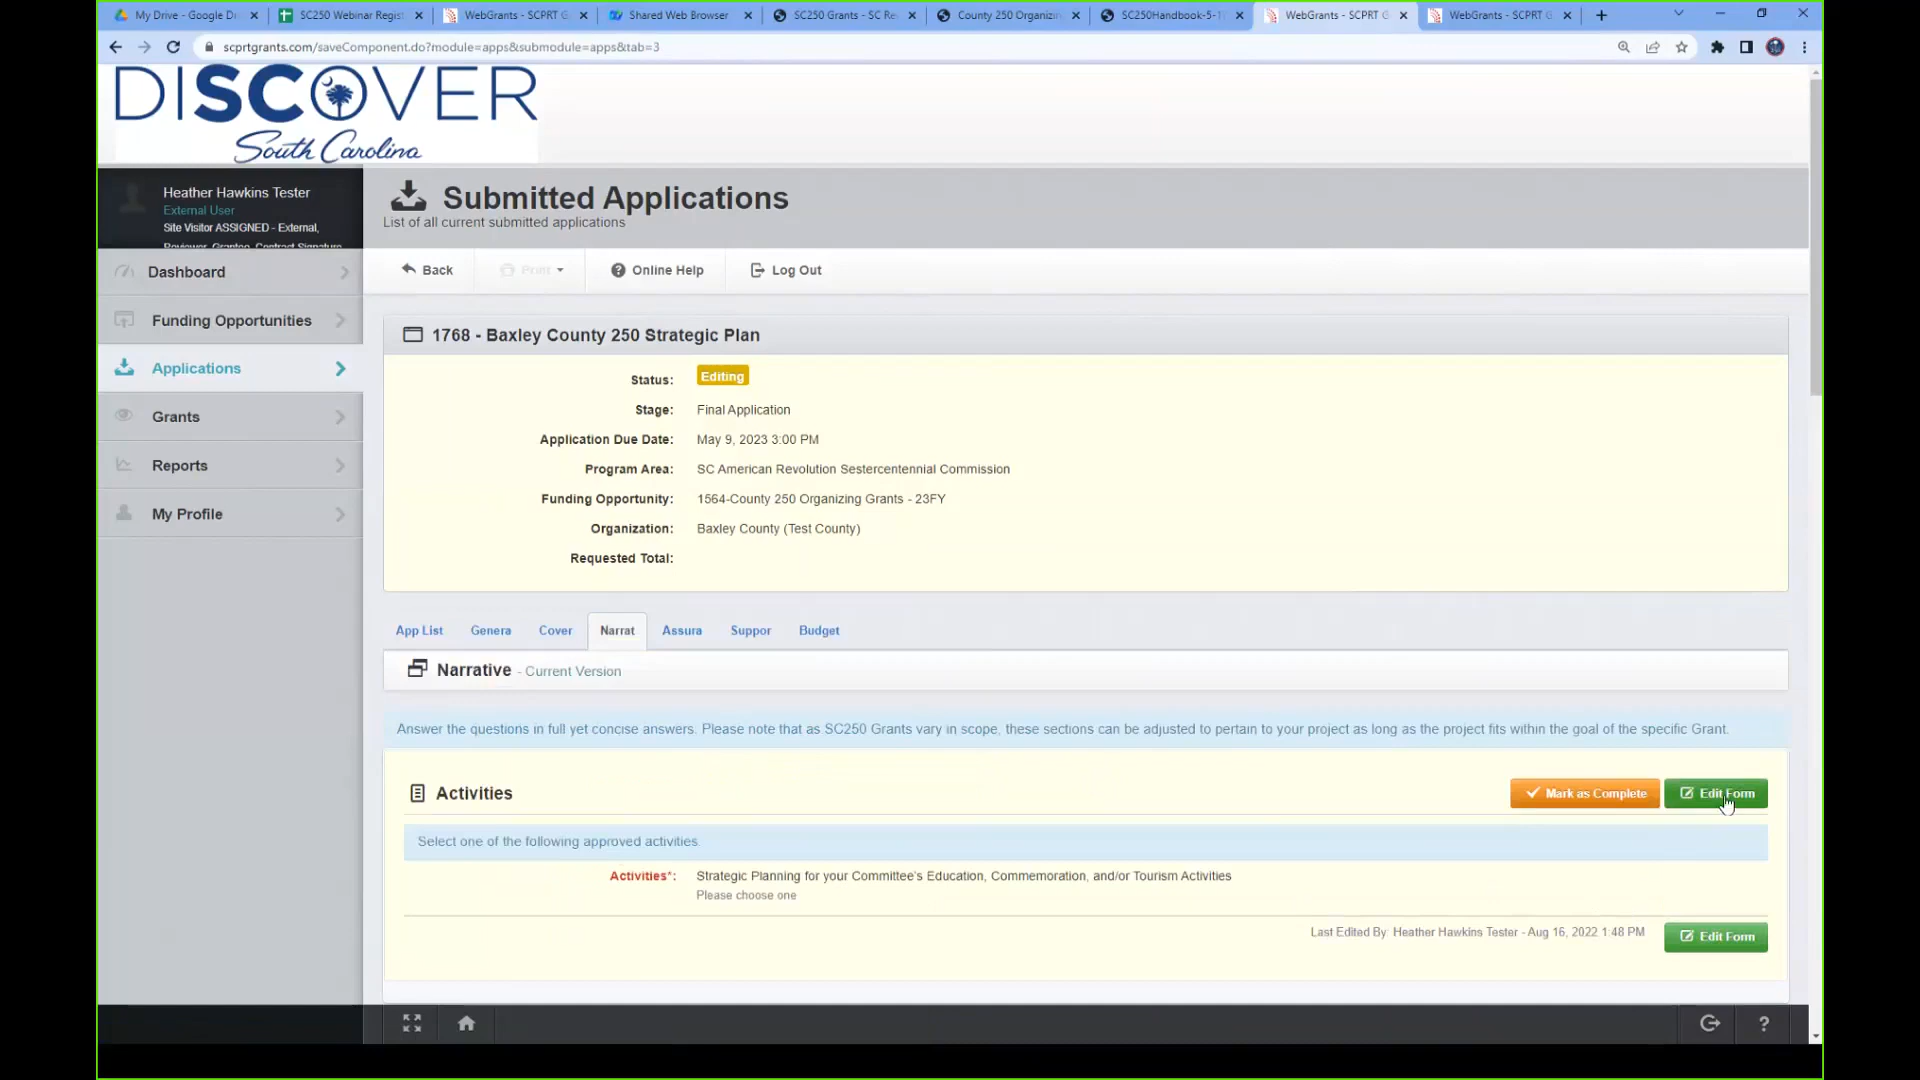 My Drive - Google Dr
SC250 Webinar Regist
WebGrants - SCPRT G
Shared Web Browser
SC250 Grants - SC Re
County 250 Organizin
SC250Handbook-5-1
WebGrants - SCPRT G
WebGrants - SCPRT G
scprtgrants.com/saveComponent.do?module=apps&submodule=apps&tab=3
DISCOVER
South Carolina
Heather Hawkins Tester
External User
Site Visitor ASSIGNED - External,
Reviewer, Grantee, Contract Signature
Submitted Applications
List of all current submitted applications
Dashboard
Funding Opportunities
Applications
Grants
Reports
My Profile
Back
Print
Online Help
Log Out
1768 - Baxley County 250 Strategic Plan
Status: Editing
Stage: Final Application
Application Due Date: May 9, 2023 3:00 PM
Program Area: SC American Revolution Sestercentennial Commission
Funding Opportunity: 1564-County 250 Organizing Grants - 23FY
Organization: Baxley County (Test County)
Requested Total:
App List Genera Cover Narrat Assura Suppor Budget
Narrative - Current Version
Answer the questions in full yet concise answers. Please note that as SC250 Grants vary in scope, these sections can be adjusted to pertain to your project as long as the project fits within the goal of the specific Grant.
Activities
Mark as Complete
Edit Form
Select one of the following approved activities.
Activities*: Strategic Planning for your Committee's Education, Commemoration, and/or Tourism Activities
Please choose one
Last Edited By: Heather Hawkins Tester - Aug 16, 2022 1:48 PM
Edit Form